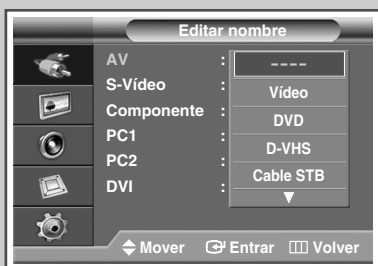 Editar nombre
AV : ----
S-Vídeo : Vídeo
Componente : DVD
PC1 : D-VHS
PC2 : Cable STB
DVI :
Mover Entrar Volver